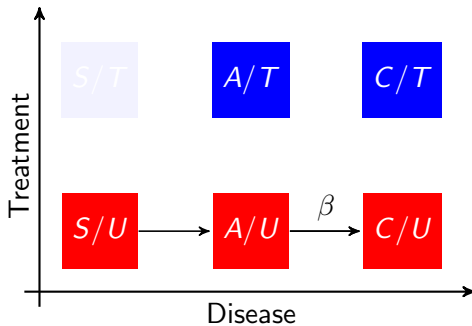 Treatment
S/T A/T C/T
β
S/U A/U C/U
Disease